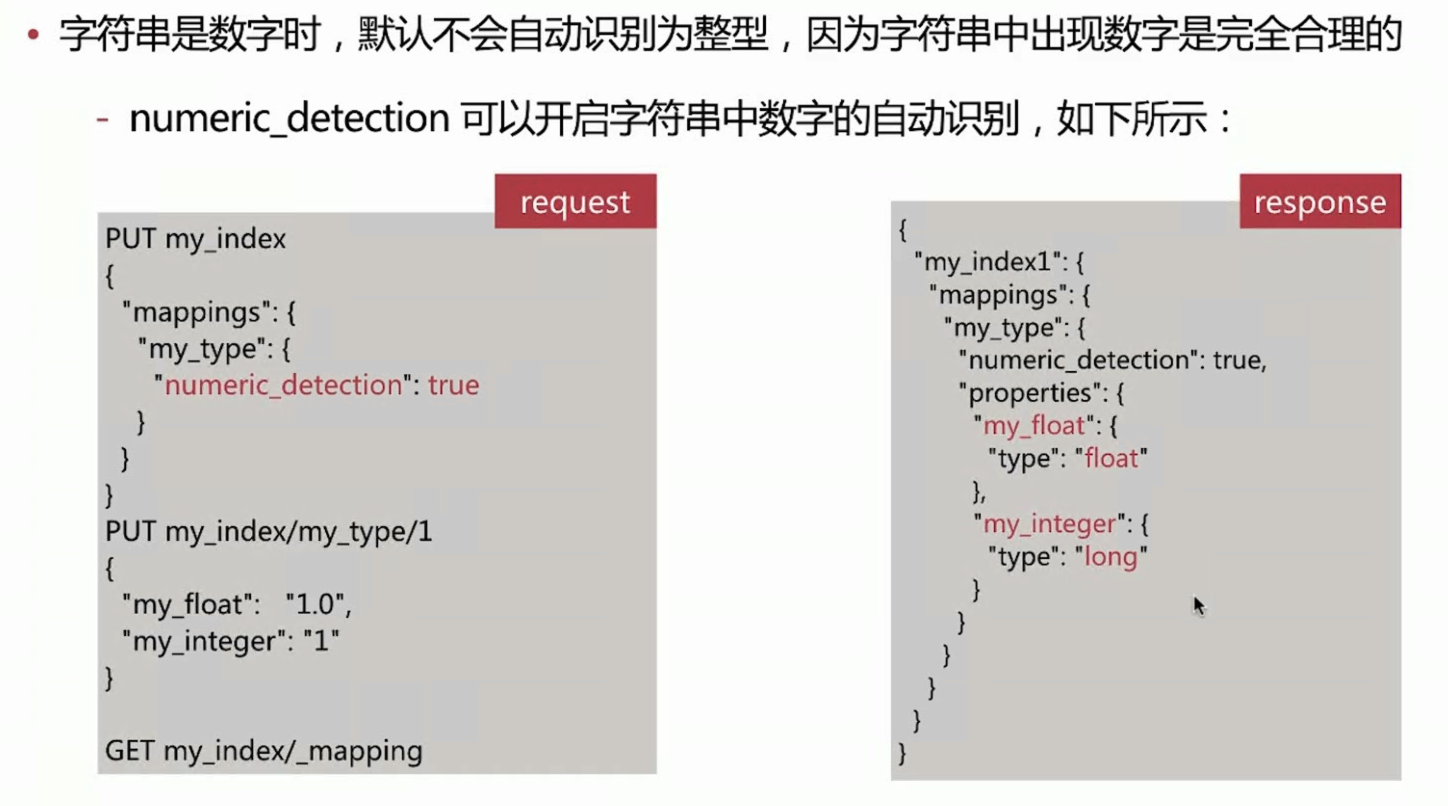 • 字符串是数字时，默认不会自动识别为整型，因为字符串中出现数字是完全合理的
- numeric_detection 可以开启字符串中数字的自动识别，如下所示：
request
PUT my_index
{
"mappings": {
"my_type": {
"numeric_detection": true
}
}
}
PUT my_index/my_type/1
{
"my_float": "1.0",
"my_integer": "1"
}
GET my_index/_mapping
response
{
"my_index1": {
"mappings": {
"my_type": {
"numeric_detection": true,
"properties": {
"my_float": {
"type": "float"
},
"my_integer": {
"type": "long"
}
}
}
}
}
}